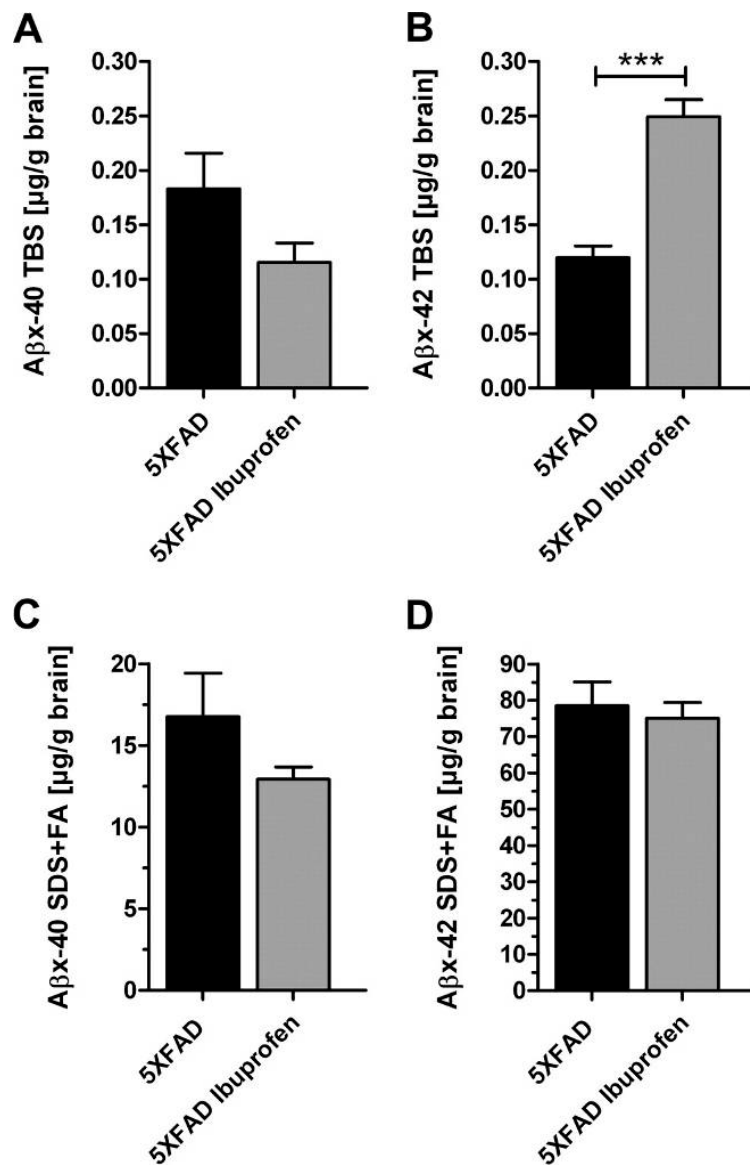 A
Aβx-40 TBS [µg/g brain]
0.30
0.25
0.20
0.15
0.10
0.05
0.00
5XFAD
5XFAD Ibuprofen
B
Aβx-42 TBS [µg/g brain]
0.30
0.25
0.20
0.15
0.10
0.05
0.00
***
5XFAD
5XFAD Ibuprofen
C
Aβx-40 SDS+FA [µg/g brain]
20
15
10
5
0
5XFAD
5XFAD Ibuprofen
D
Aβx-42 SDS+FA [µg/g brain]
90
80
70
60
50
40
30
20
10
0
5XFAD
5XFAD Ibuprofen